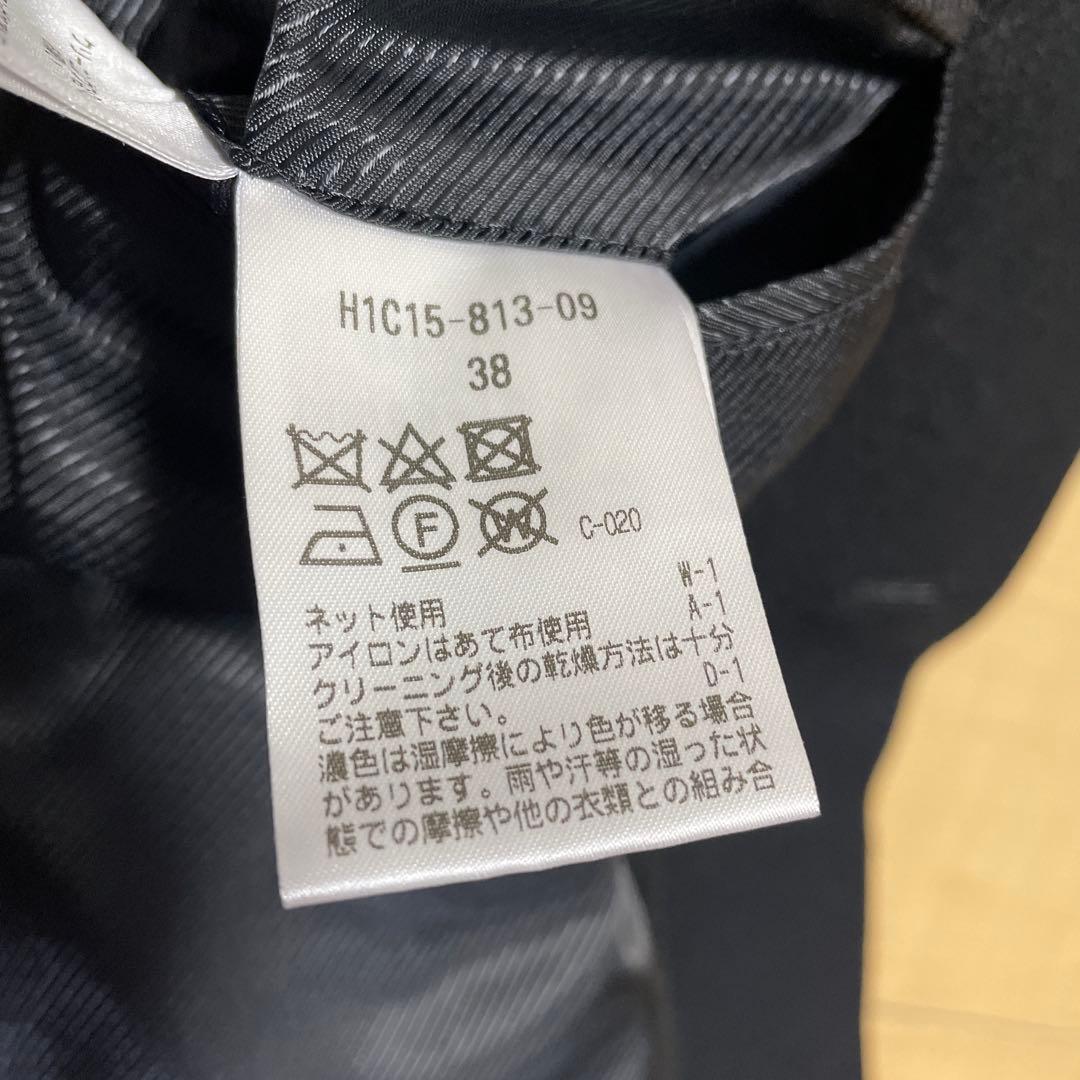 H1C15-813-09
38
F W C-020
W-1
ネット使用 A-1
アイロンはあて布使用
クリーニング後の乾燥方法は十分 D-1
ご注意下さい。
濃色は湿摩擦により色が移る場合
があります。雨や汗等の湿った状
態での摩擦や他の衣類との組み合